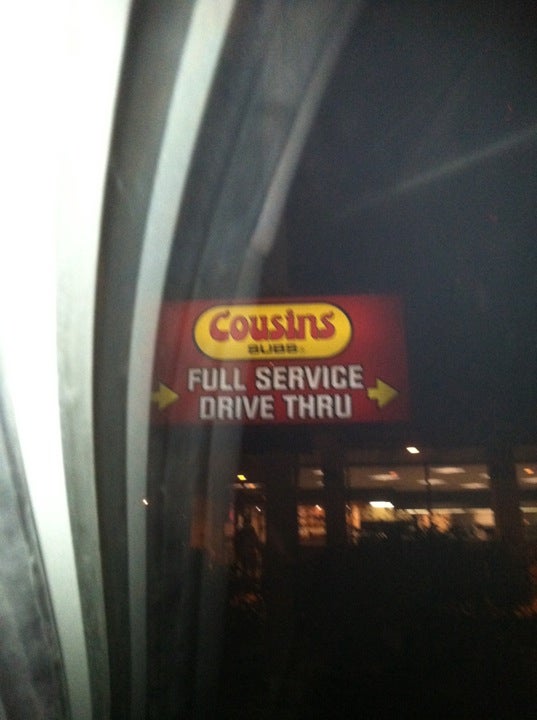 Cousins
SUBS
FULL SERVICE
DRIVE THRU